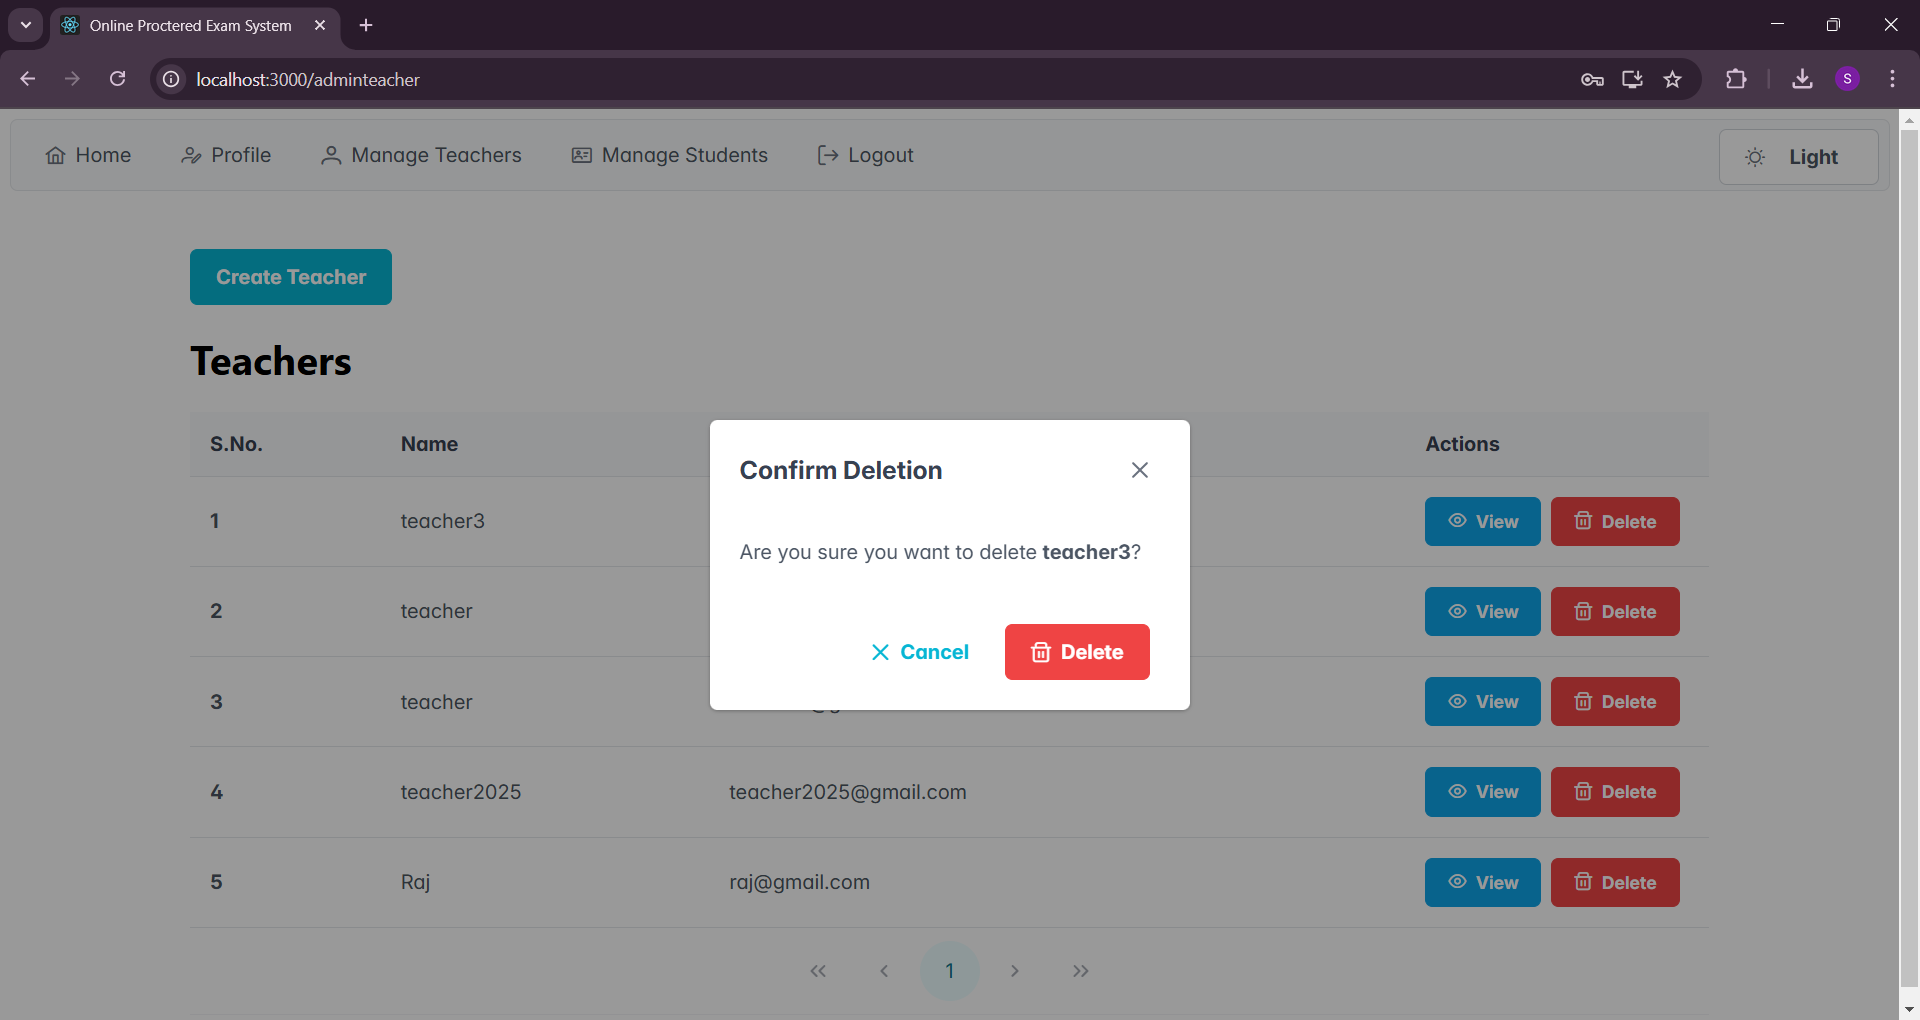 Online Proctered Exam System
localhost:3000/adminteacher
S
Home Profile Manage Teachers Manage Students Logout Light
Create Teacher
Teachers
S.No. Name Actions
1 teacher3 View Delete
2 teacher View Delete
3 teacher View Delete
4 teacher2025 teacher2025@gmail.com View Delete
5 Raj raj@gmail.com View Delete
Confirm Deletion
Are you sure you want to delete teacher3?
Cancel Delete
1